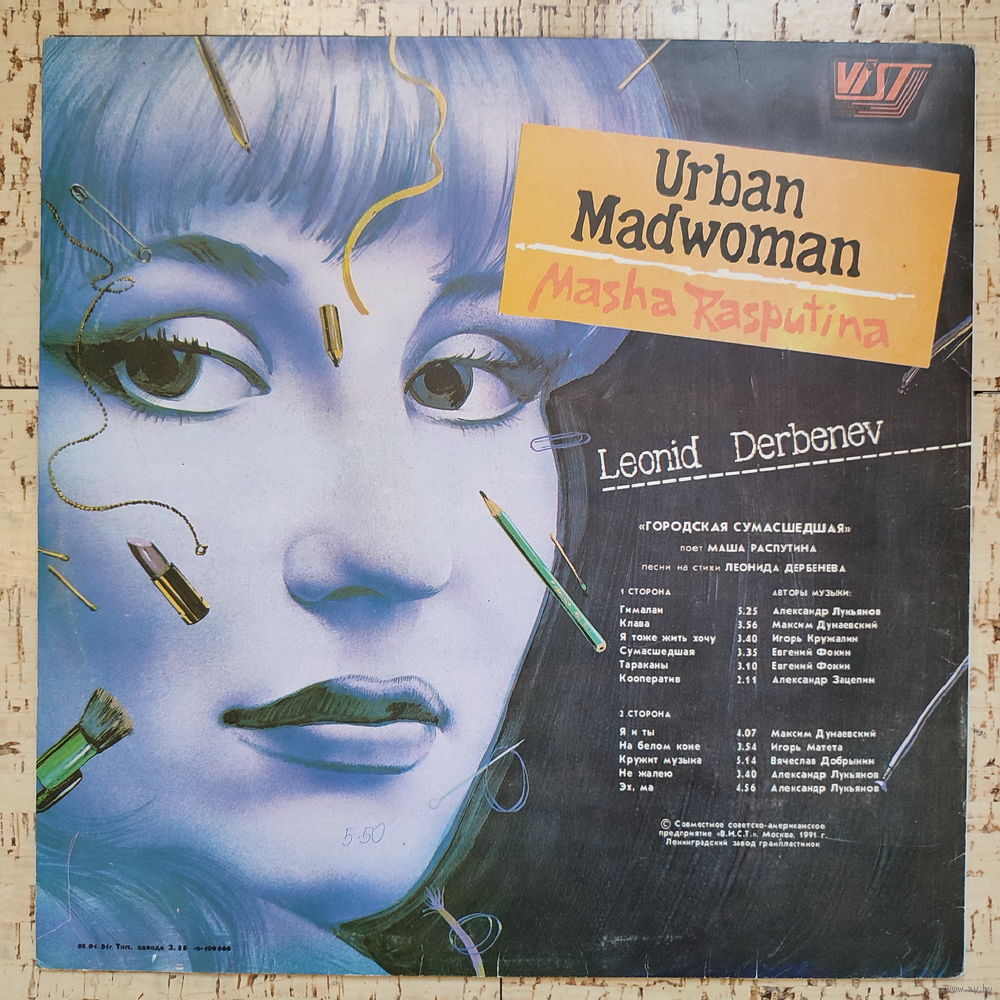 VIST
Urban
Madwoman
Masha Rasputina
Leonid Derbenev
«ГОРОДСКАЯ СУМАСШЕДШАЯ»
поет МАША РАСПУТИНА
песни на стихи ЛЕОНИДА ДЕРБЕНЕВА
1 СТОРОНА АВТОРЫ МУЗЫКИ:
Гималаи 5.25 Александр Лукьянов
Клава 3.56 Максим Дунаевский
Я тоже жить хочу 3.40 Игорь Кружалин
Сумасшедшая 3.35 Евгений Фокин
Тараканы 3.10 Евгений Фокин
Кооператив 2.11 Александр Зацепин
2 СТОРОНА
Я и ты 4.07 Максим Дунаевский
На белом коне 3.54 Игорь Матета
Кружит музыка 5.14 Вячеслав Добрынин
Не жалею 3.40 Александр Лукьянов
Эх, ма 4.56 Александр Лукьянов
© Совместное советско-американское
предприятие «В.И.С.Т.». Москва. 1991 г.
Ленинградский завод грампластинок
5-50
Тип. завода